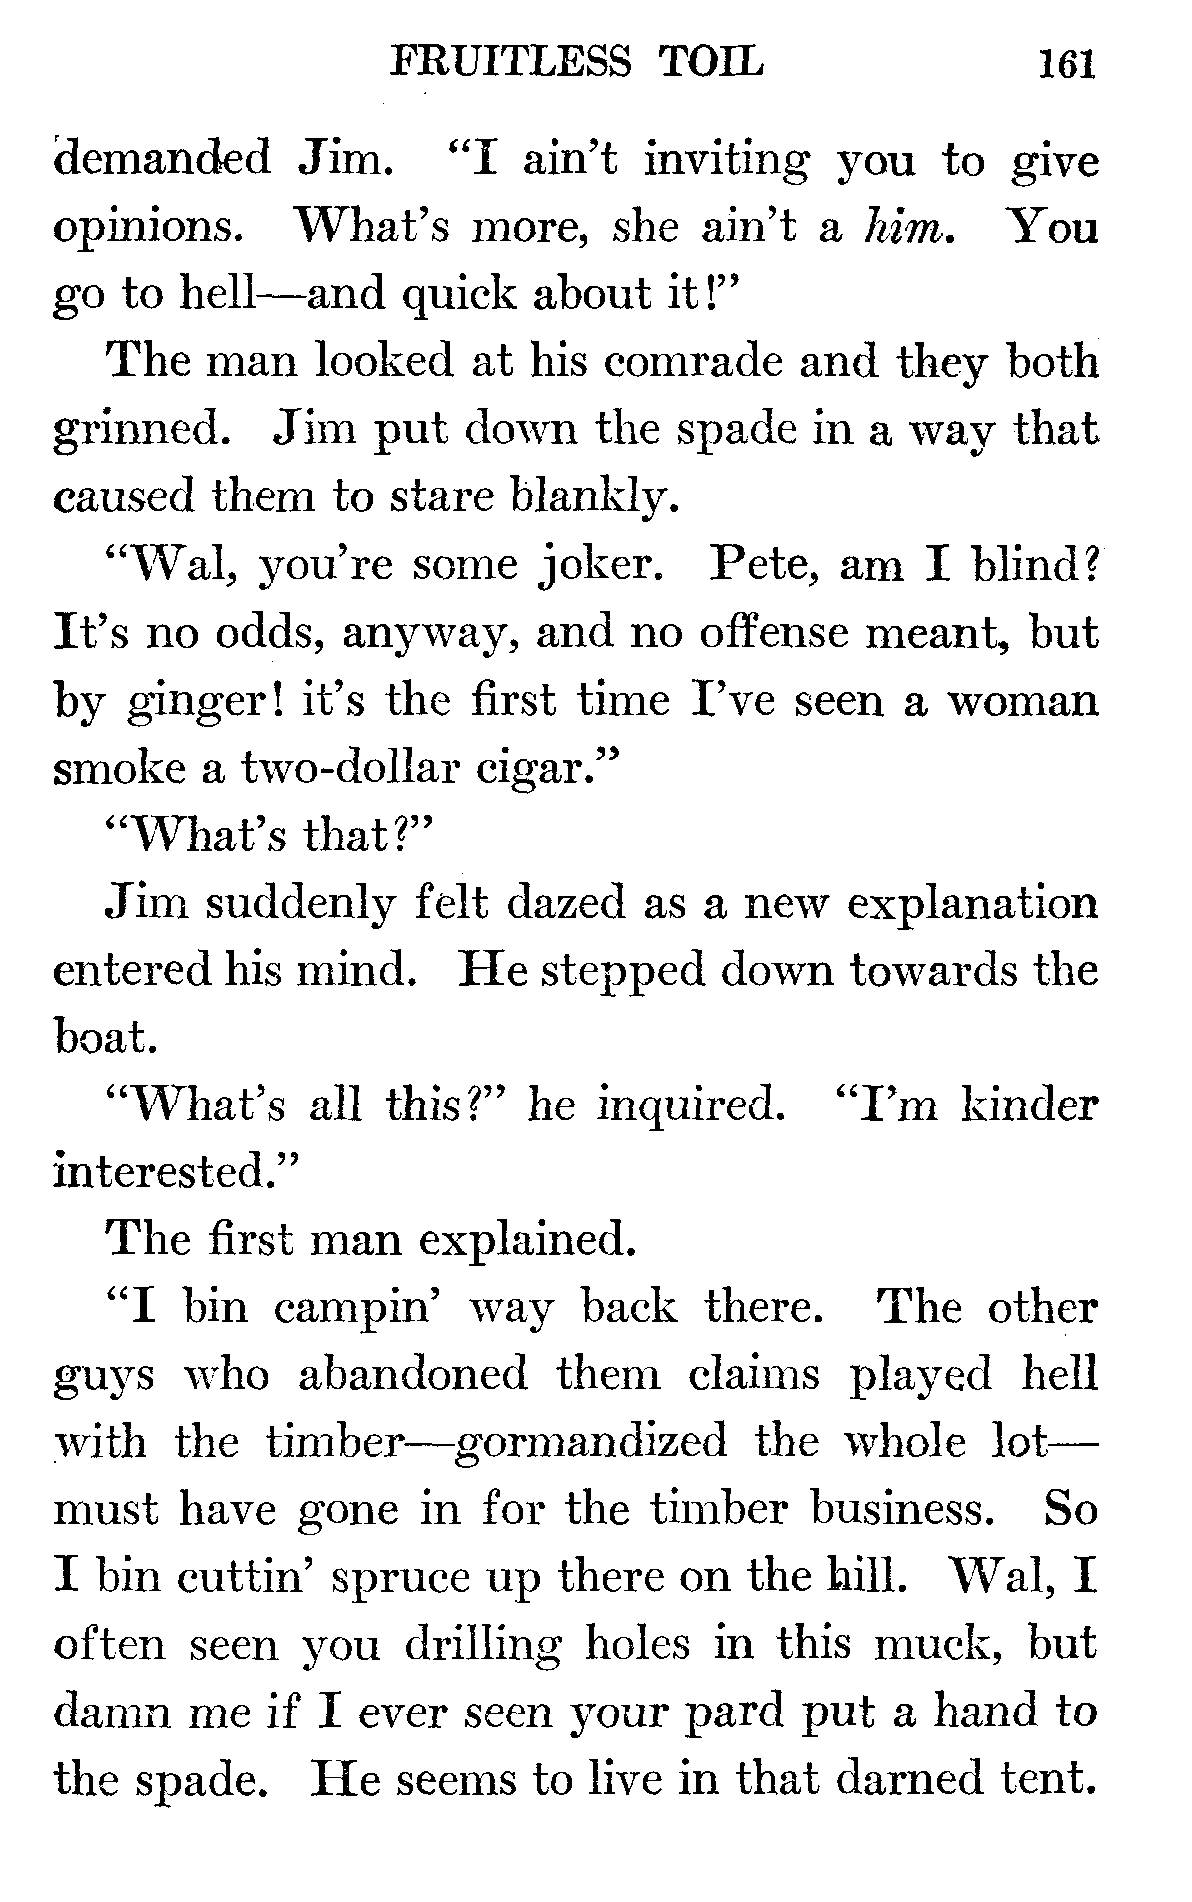 FRUITLESS TOIL 161
demanded Jim. "I ain't inviting you to give
opinions. What's more, she ain't a him. You
go to hell—and quick about it!"
The man looked at his comrade and they both
grinned. Jim put down the spade in a way that
caused them to stare blankly.
"Wal, you're some joker. Pete, am I blind?
It's no odds, anyway, and no offense meant, but
by ginger! it's the first time I've seen a woman
smoke a two-dollar cigar."
"What's that?"
Jim suddenly felt dazed as a new explanation
entered his mind. He stepped down towards the
boat.
"What's all this?" he inquired. "I'm kinder
interested."
The first man explained.
"I bin campin' way back there. The other
guys who abandoned them claims played hell
with the timber—gormandized the whole lot—
must have gone in for the timber business. So
I bin cuttin' spruce up there on the hill. Wal, I
often seen you drilling holes in this muck, but
damn me if I ever seen your pard put a hand to
the spade. He seems to live in that darned tent.